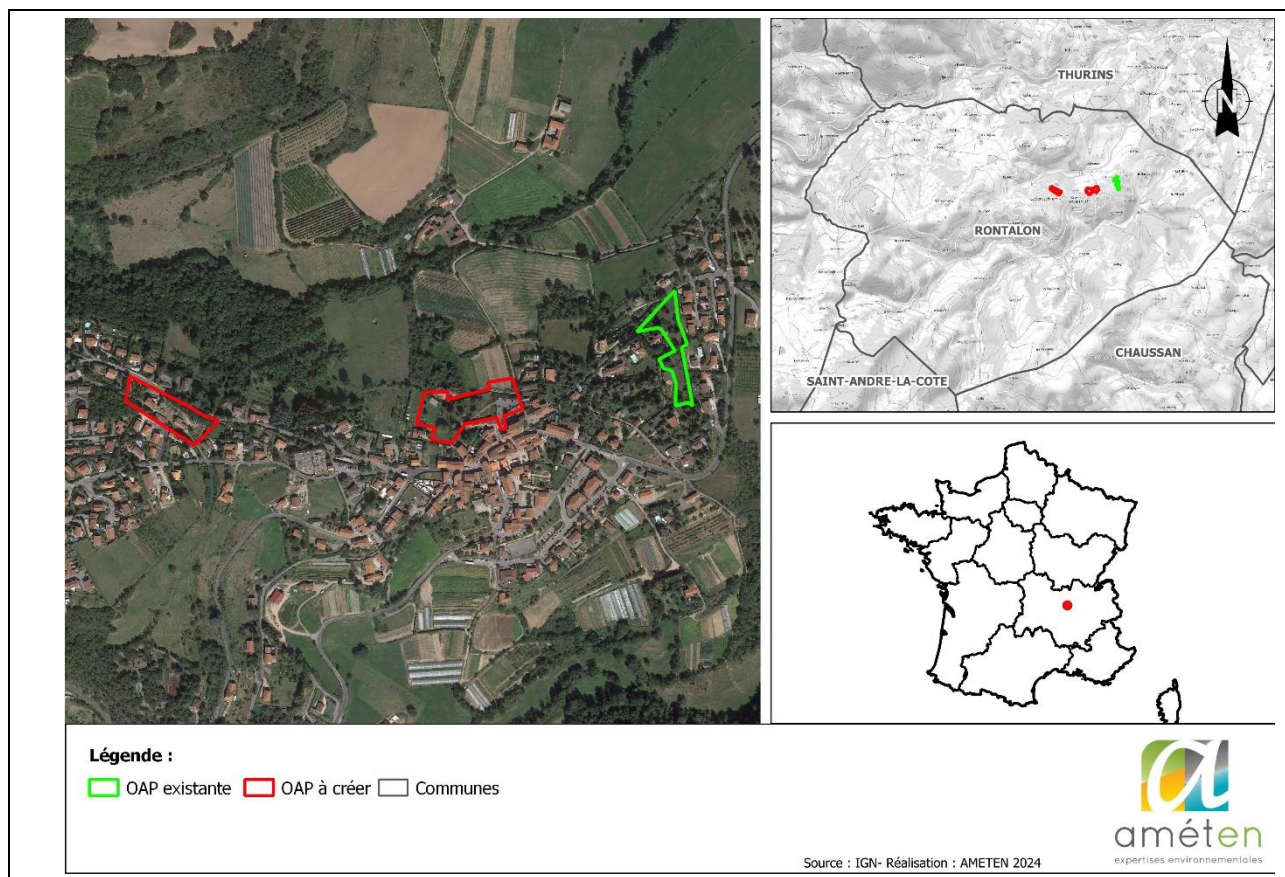 THURINS
N
RONTALON
CHAUSSAN
SAINT-ANDRE-LA-COTE
Légende :
OAP existante OAP à créer Communes
améten
expertises environnementales
Source : IGN- Réalisation : AMETEN 2024